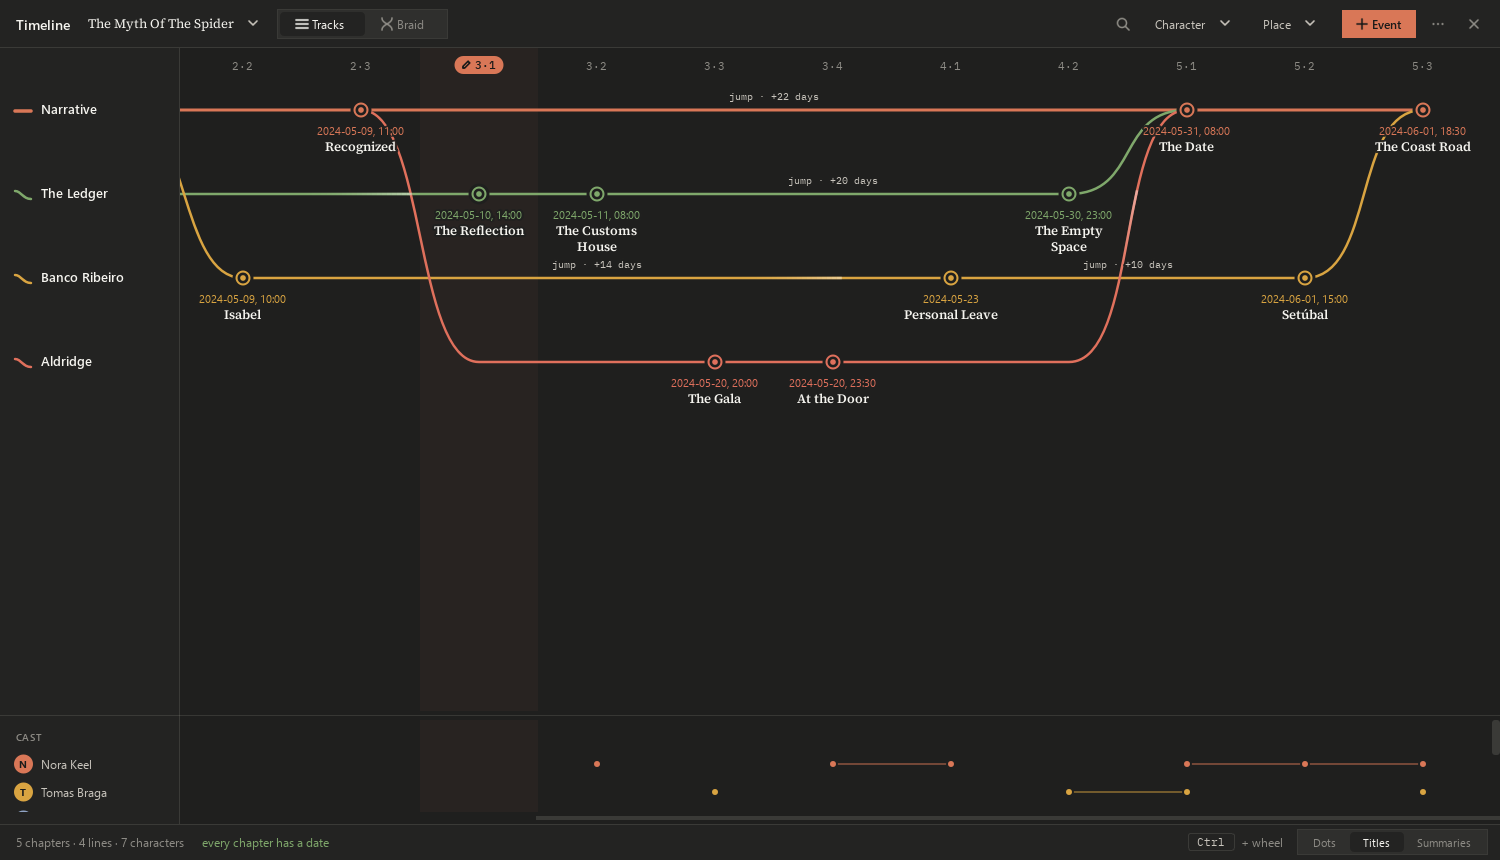 Timeline
The Myth Of The Spider
Tracks
Braid
Character
Place
Event
2·2
2·3
3·1
3·2
3·3
3·4
4·1
4·2
5·1
5·2
5·3
Narrative
jump · +22 days
2024-05-09, 11:00
Recognized
2024-05-31, 08:00
The Date
2024-06-01, 18:30
The Coast Road
The Ledger
jump · +20 days
2024-05-10, 14:00
The Reflection
2024-05-11, 08:00
The Customs
House
2024-05-30, 23:00
The Empty
Space
Banco Ribeiro
jump · +14 days
jump · +10 days
2024-05-09, 10:00
Isabel
2024-05-23
Personal Leave
2024-06-01, 15:00
Setúbal
Aldridge
2024-05-20, 20:00
The Gala
2024-05-20, 23:30
At the Door
CAST
N
Nora Keel
T
Tomas Braga
5 chapters · 4 lines · 7 characters
every chapter has a date
Ctrl
+ wheel
Dots
Titles
Summaries